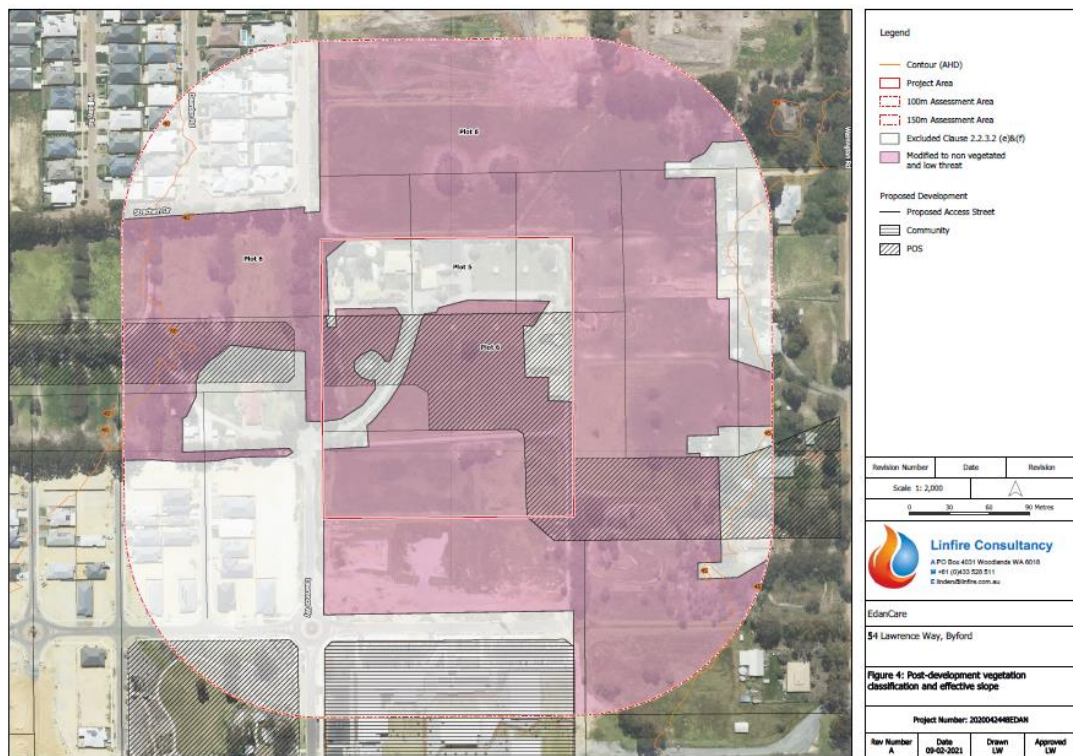 Plot 6
Warrington Rd
Strachan Dr
Plot 6
Plot 5
Plot 6
Lawrence Way
Legend
Contour (AHD)
Project Area
100m Assessment Area
150m Assessment Area
Excluded Clause 2.2.3.2 (e)&(f)
Modified to non vegetated
and low threat
Proposed Development
Proposed Access Street
Community
POS
Revision Number Date Revision
Scale 1: 2,000
0 30 60 90 Metres
Linfire Consultancy
A PO Box 4031 Woodlands WA 6018
M +61 (0)433 528 511
E linden@linfire.com.au
EdanCare
54 Lawrence Way, Byford
Figure 4: Post-development vegetation
classification and effective slope
Project Number: 2020042448EDAN
Rev Number Date Drawn Approved
A 09-02-2021 LW LW